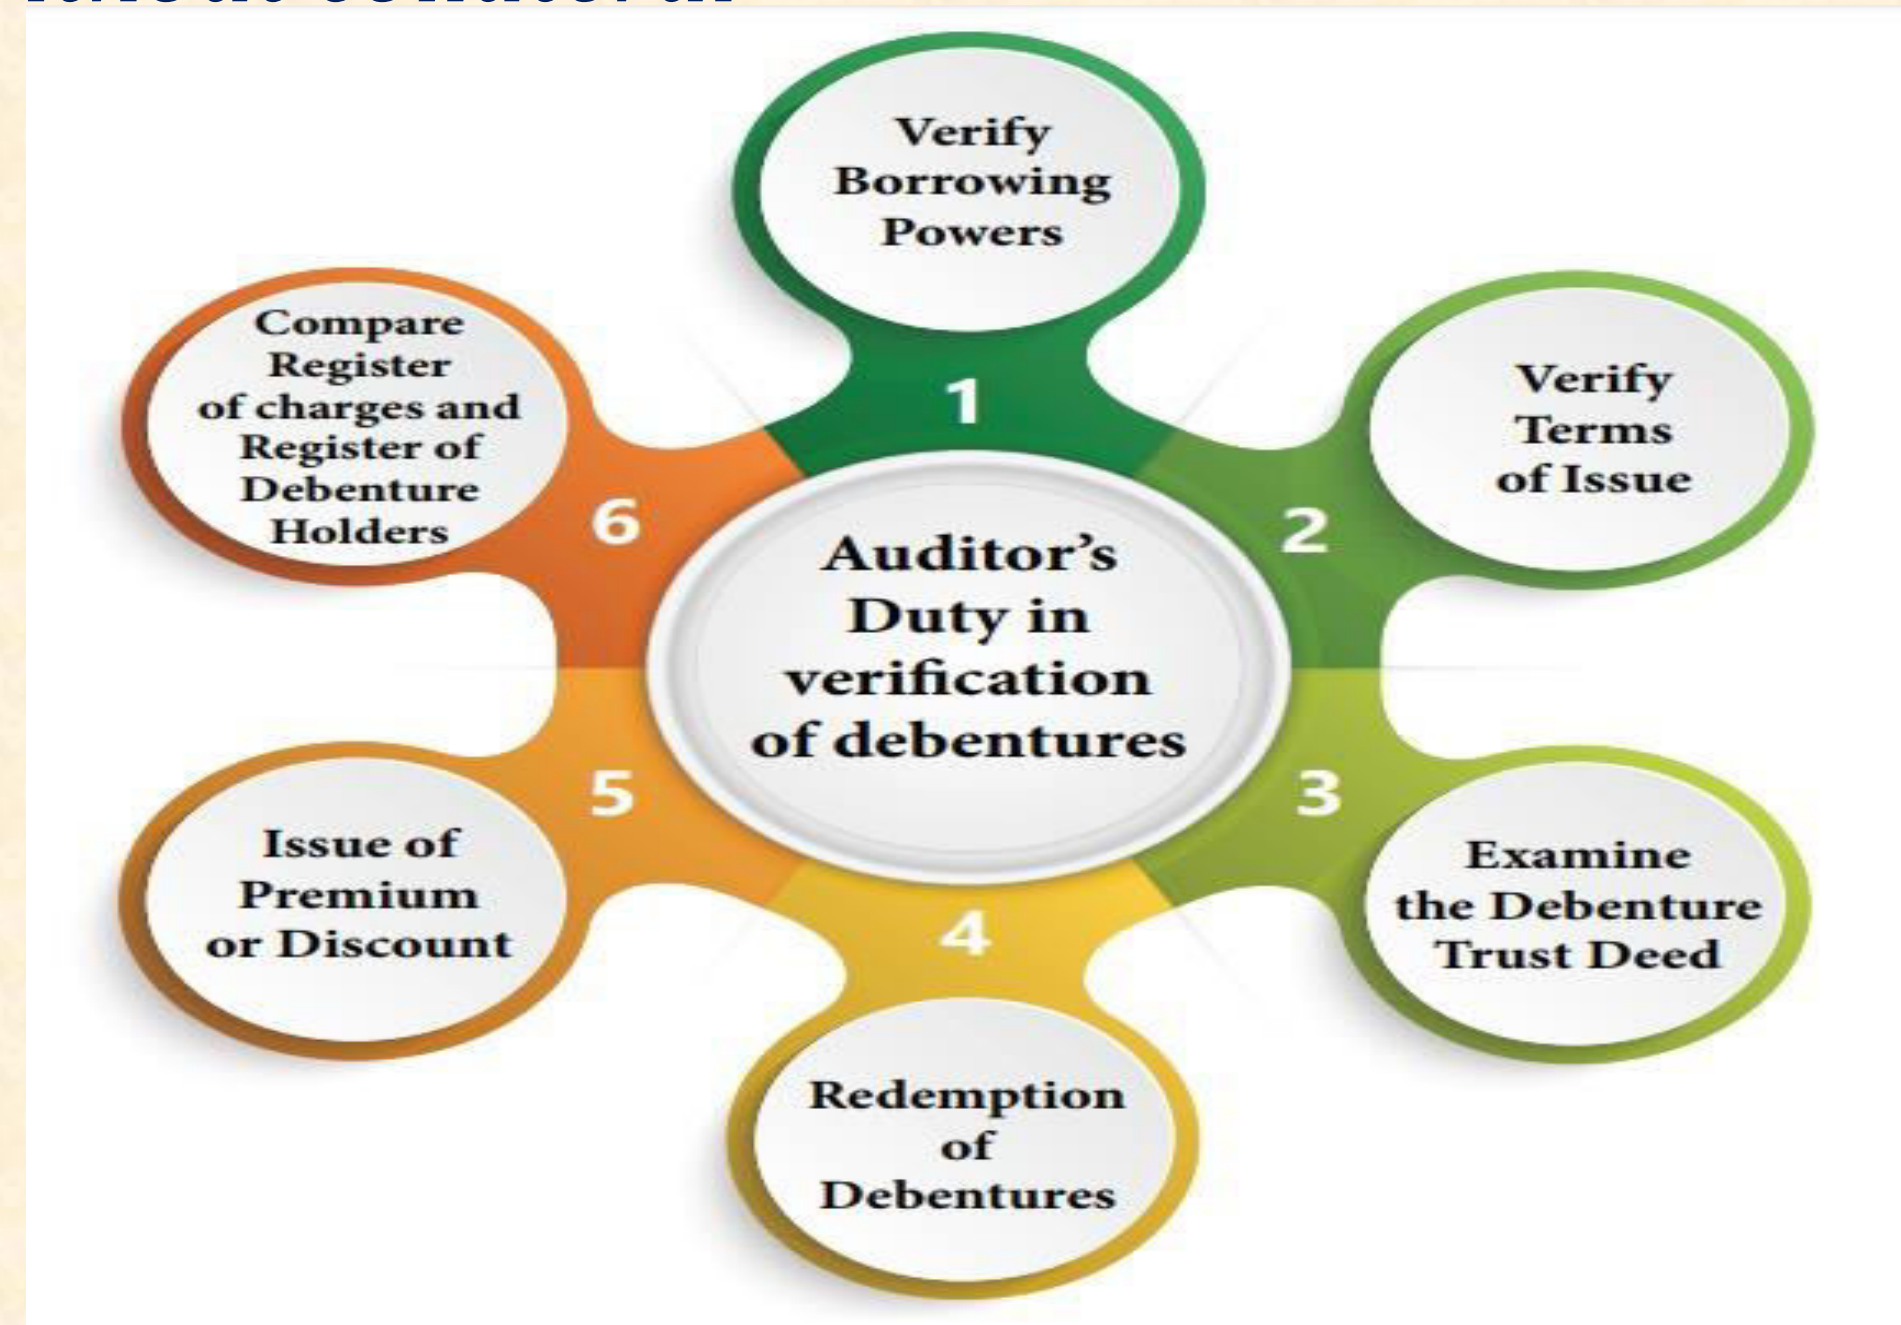 Auditor's
Duty in
verification
of debentures
1
Verify
Borrowing
Powers
2
Verify
Terms
of Issue
3
Examine
the Debenture
Trust Deed
4
Redemption
of
Debentures
5
Issue of
Premium
or Discount
6
Compare
Register
of charges and
Register of
Debenture
Holders